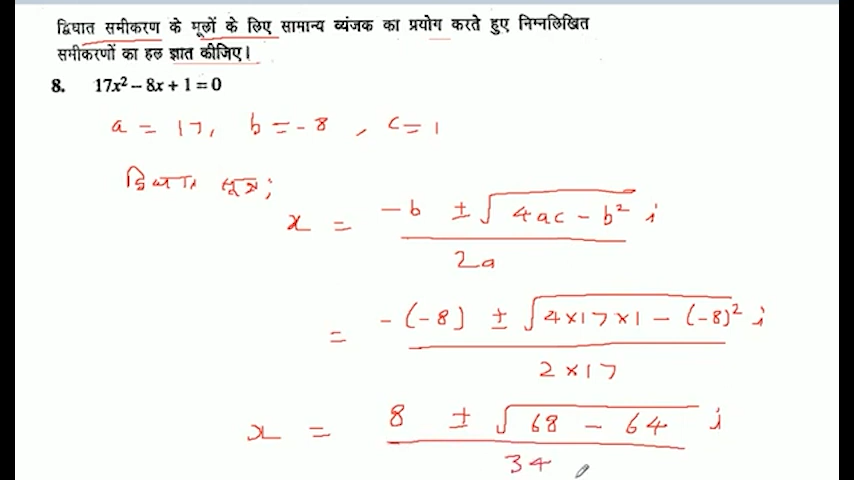 द्विघात समीकरण के मूलों के लिए सामान्य व्यंजक का प्रयोग करते हुए निम्नलिखित
समीकरणों का हल ज्ञात कीजिए।
8. 17x² – 8x + 1 = 0
a = 17, b = - 8 , c = 1
द्विघात सूत्र;
x = (-b ± √(4ac - b²) i) / 2a
= (-(-8) ± √(4×17×1 - (-8)²) i) / 2×17
x = (8 ± √(68 - 64) i) / 34